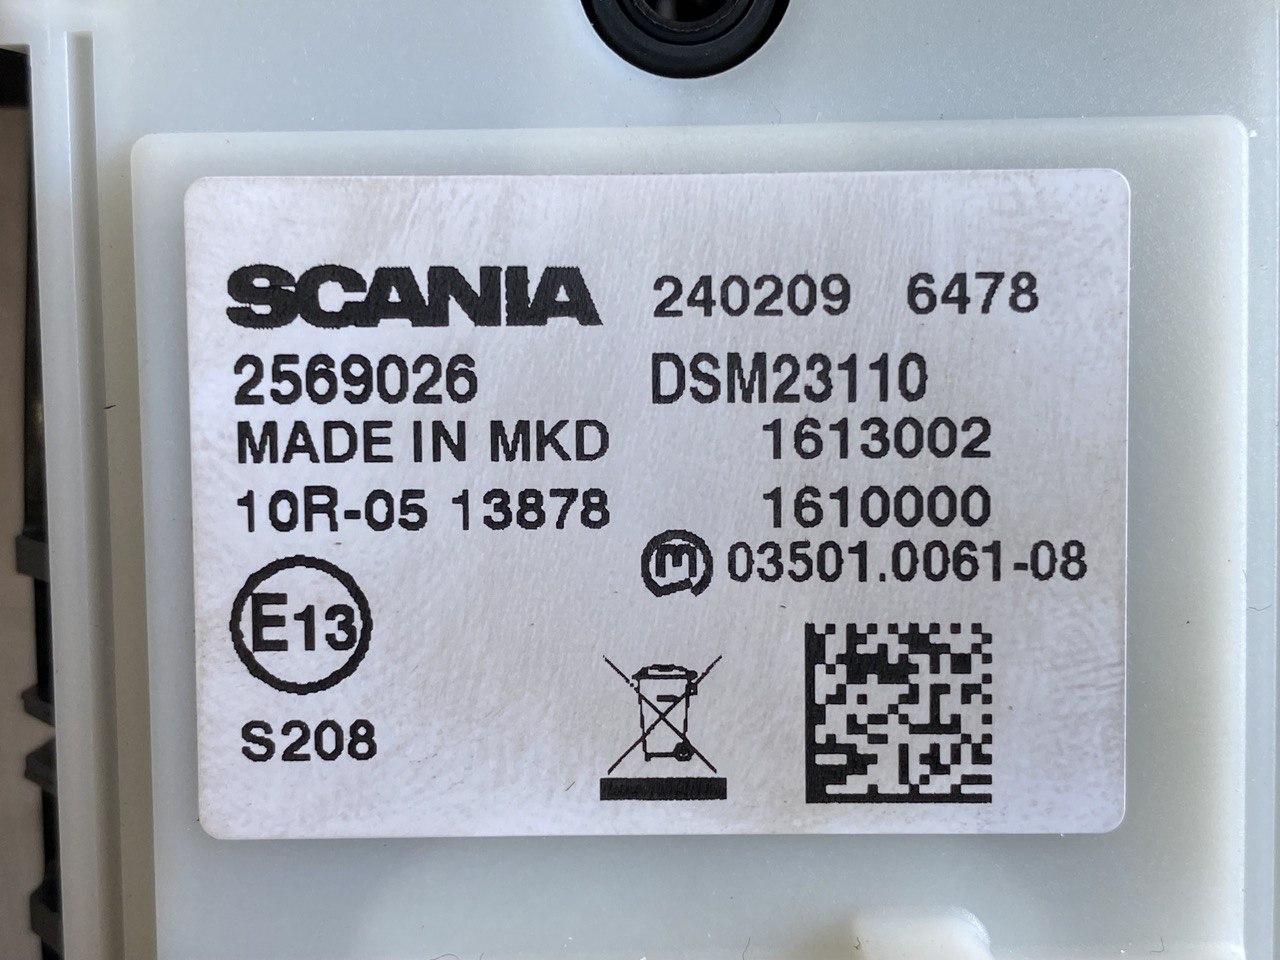 SCANIA 240209 6478
2569026 DSM23110
MADE IN MKD 1613002
10R-05 13878 1610000
m 03501.0061-08
E13
S208